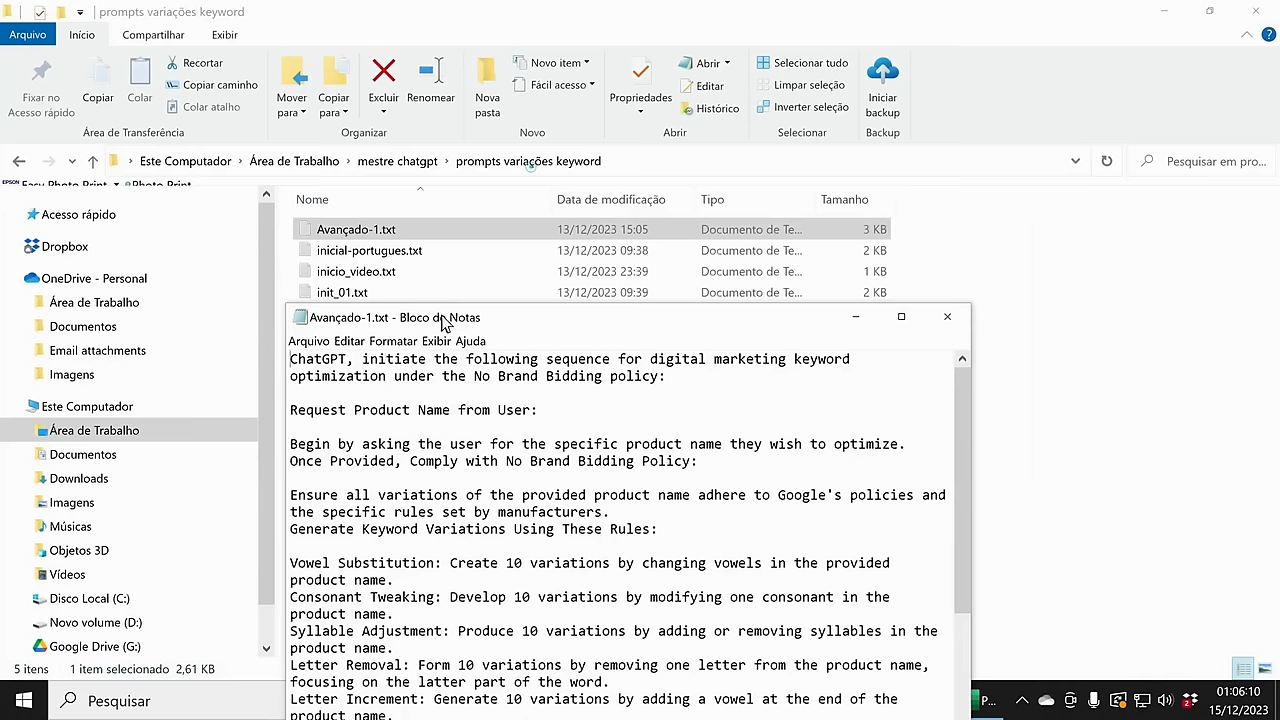 prompts variações keyword
Arquivo Início Compartilhar Exibir
Fixar no Acesso rápido
Copiar
Colar
Recortar
Copiar caminho
Colar atalho
Mover para
Copiar para
Excluir
Renomear
Nova pasta
Novo item
Fácil acesso
Propriedades
Abrir
Editar
Histórico
Selecionar tudo
Limpar seleção
Inverter seleção
Iniciar backup
Área de Transferência Organizar Novo Abrir Selecionar Backup
Este Computador › Área de Trabalho › mestre chatgpt › prompts variações keyword
Pesquisar em pro...
EPSON Easy Photo Print Photo Print
Acesso rápido
Dropbox
OneDrive - Personal
Área de Trabalho
Documentos
Email attachments
Imagens
Este Computador
Área de Trabalho
Documentos
Downloads
Imagens
Músicas
Objetos 3D
Vídeos
Disco Local (C:)
Novo volume (D:)
Google Drive (G:)
Nome Data de modificação Tipo Tamanho
Avançado-1.txt 13/12/2023 15:05 Documento de Te... 3 KB
inicial-portugues.txt 13/12/2023 09:38 Documento de Te... 2 KB
inicio_video.txt 13/12/2023 23:39 Documento de Te... 1 KB
init_01.txt 13/12/2023 09:39 Documento de Te... 2 KB
Avançado-1.txt - Bloco de Notas
Arquivo Editar Formatar Exibir Ajuda
ChatGPT, initiate the following sequence for digital marketing keyword
optimization under the No Brand Bidding policy:
Request Product Name from User:
Begin by asking the user for the specific product name they wish to optimize.
Once Provided, Comply with No Brand Bidding Policy:
Ensure all variations of the provided product name adhere to Google's policies and
the specific rules set by manufacturers.
Generate Keyword Variations Using These Rules:
Vowel Substitution: Create 10 variations by changing vowels in the provided
product name.
Consonant Tweaking: Develop 10 variations by modifying one consonant in the
product name.
Syllable Adjustment: Produce 10 variations by adding or removing syllables in the
product name.
Letter Removal: Form 10 variations by removing one letter from the product name,
focusing on the latter part of the word.
Letter Increment: Generate 10 variations by adding a vowel at the end of the
product name.
5 itens 1 item selecionado 2,61 KB
Pesquisar
P...
01:06:10
15/12/2023